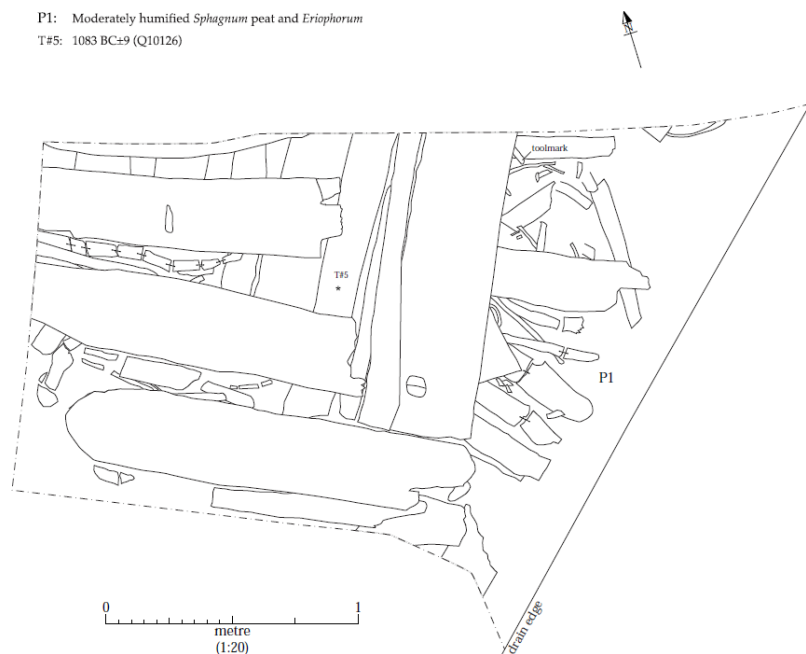 P1: Moderately humified Sphagnum peat and Eriophorum
T#5: 1083 BC±9 (Q10126)
N
toolmark
T#5
*
P1
0 1
metre
(1:20)
drain edge